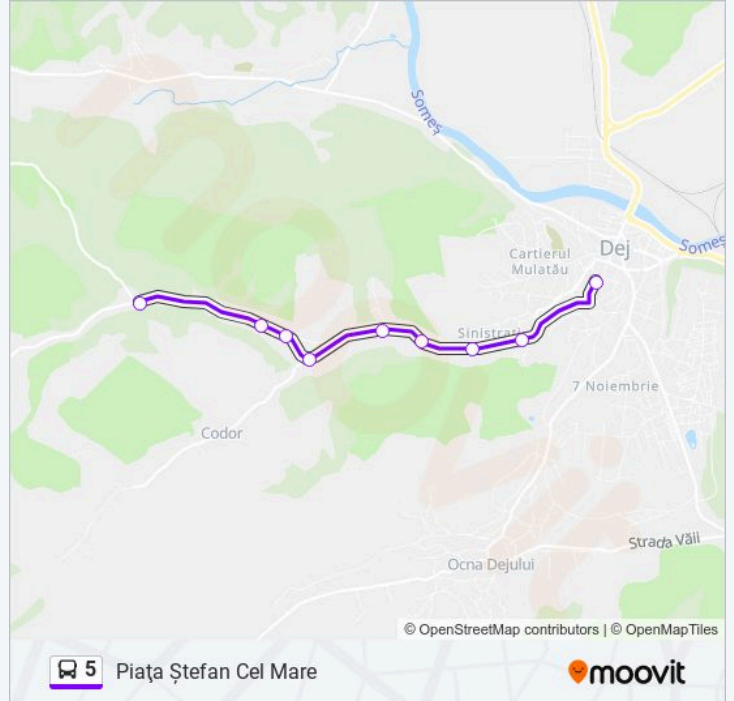 Someș
Cartierul
Mulatău
Dej
Someș
7 Noiembrie
Codor
Strada Văii
Ocna Dejului
© OpenStreetMap contributors | © OpenMapTiles
5 Piaţa Ștefan Cel Mare
moovit